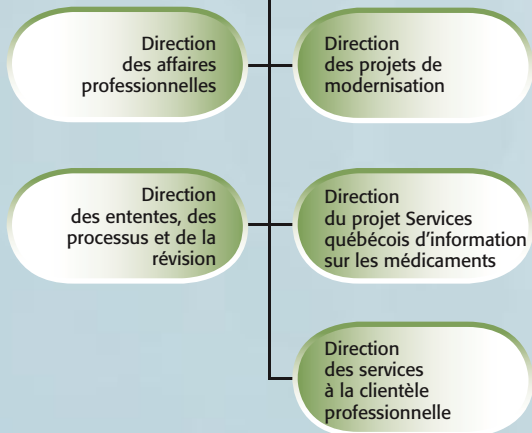 Direction
des affaires
professionnelles
Direction
des projets de
modernisation
Direction
des ententes, des
processus et de la
révision
Direction
du projet Services
québécois d'information
sur les médicaments
Direction
des services
à la clientèle
professionnelle